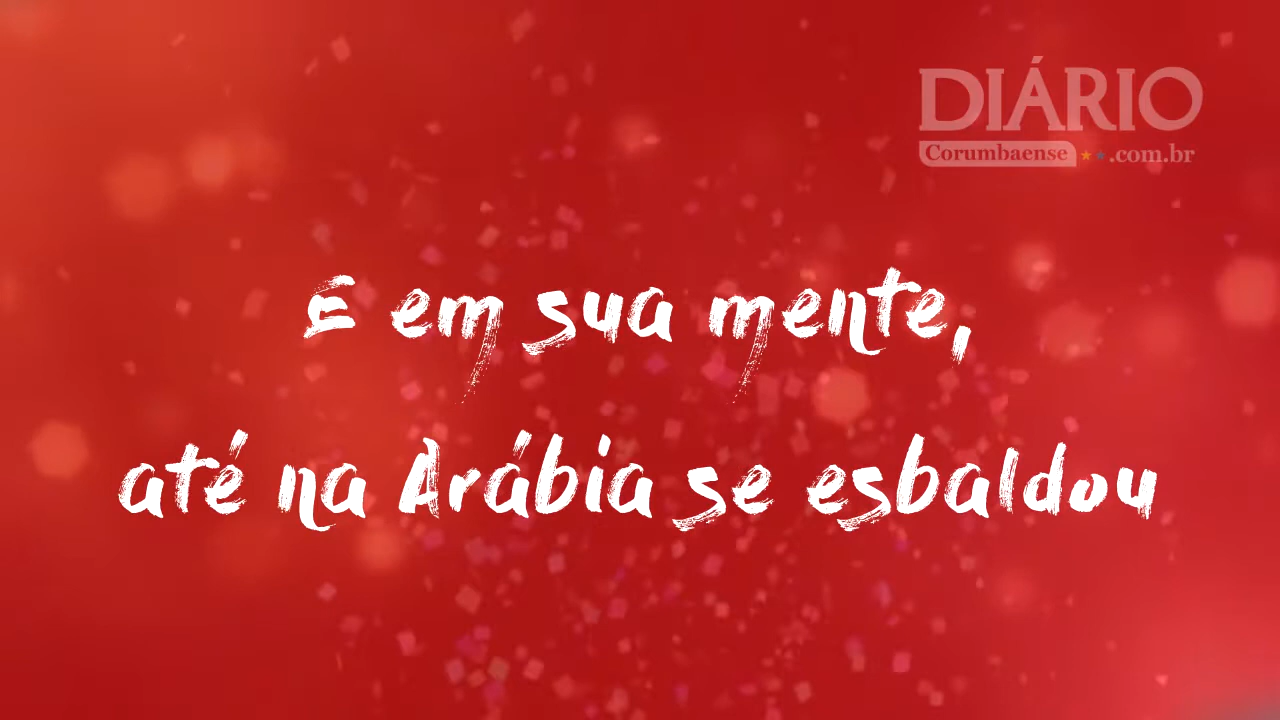 DIÁRIO
Corumbaense .com.br
E em sua mente,
até na Arábia se esbaldou